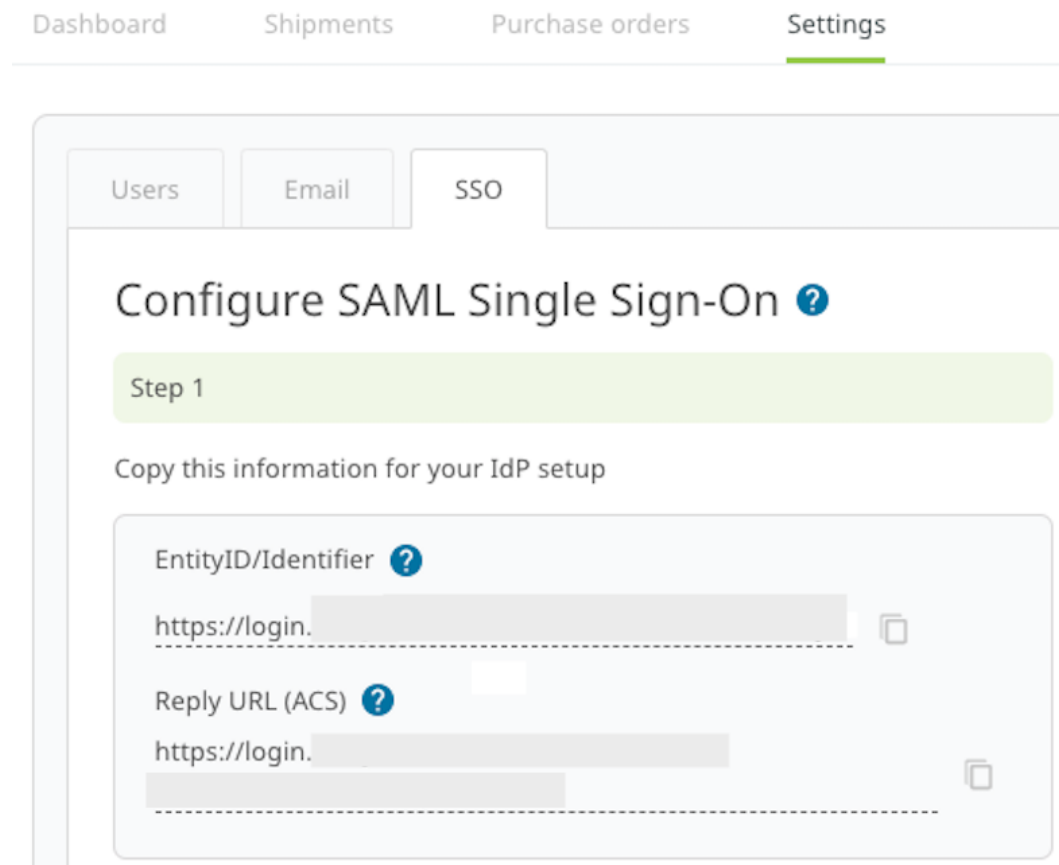 Dashboard Shipments Purchase orders Settings
Users Email SSO
Configure SAML Single Sign-On ?
Step 1
Copy this information for your IdP setup
EntityID/Identifier ?
https://login.
Reply URL (ACS) ?
https://login.